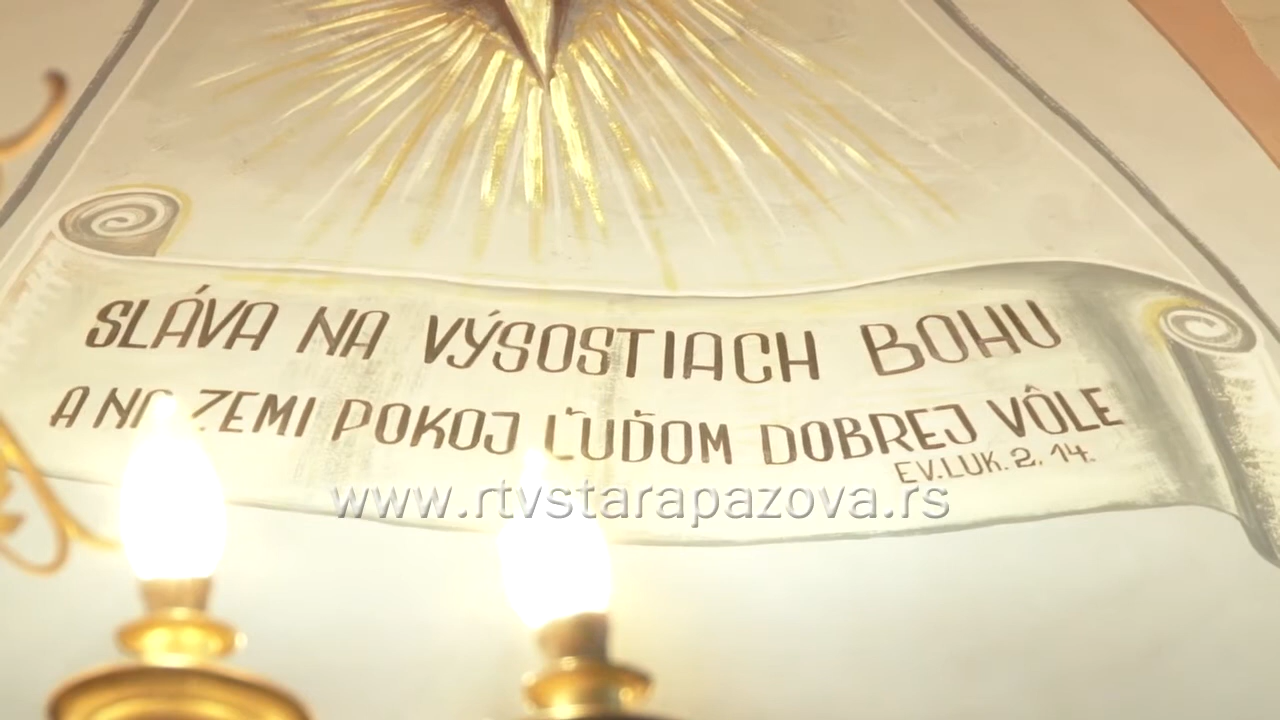 SLÁVA NA VÝSOSTIACH BOHU
A NA ZEMI POKOJ ĽUĎOM DOBREJ VÔLE
EV.LUK. 2. 14.
www.rtvstarapazova.rs